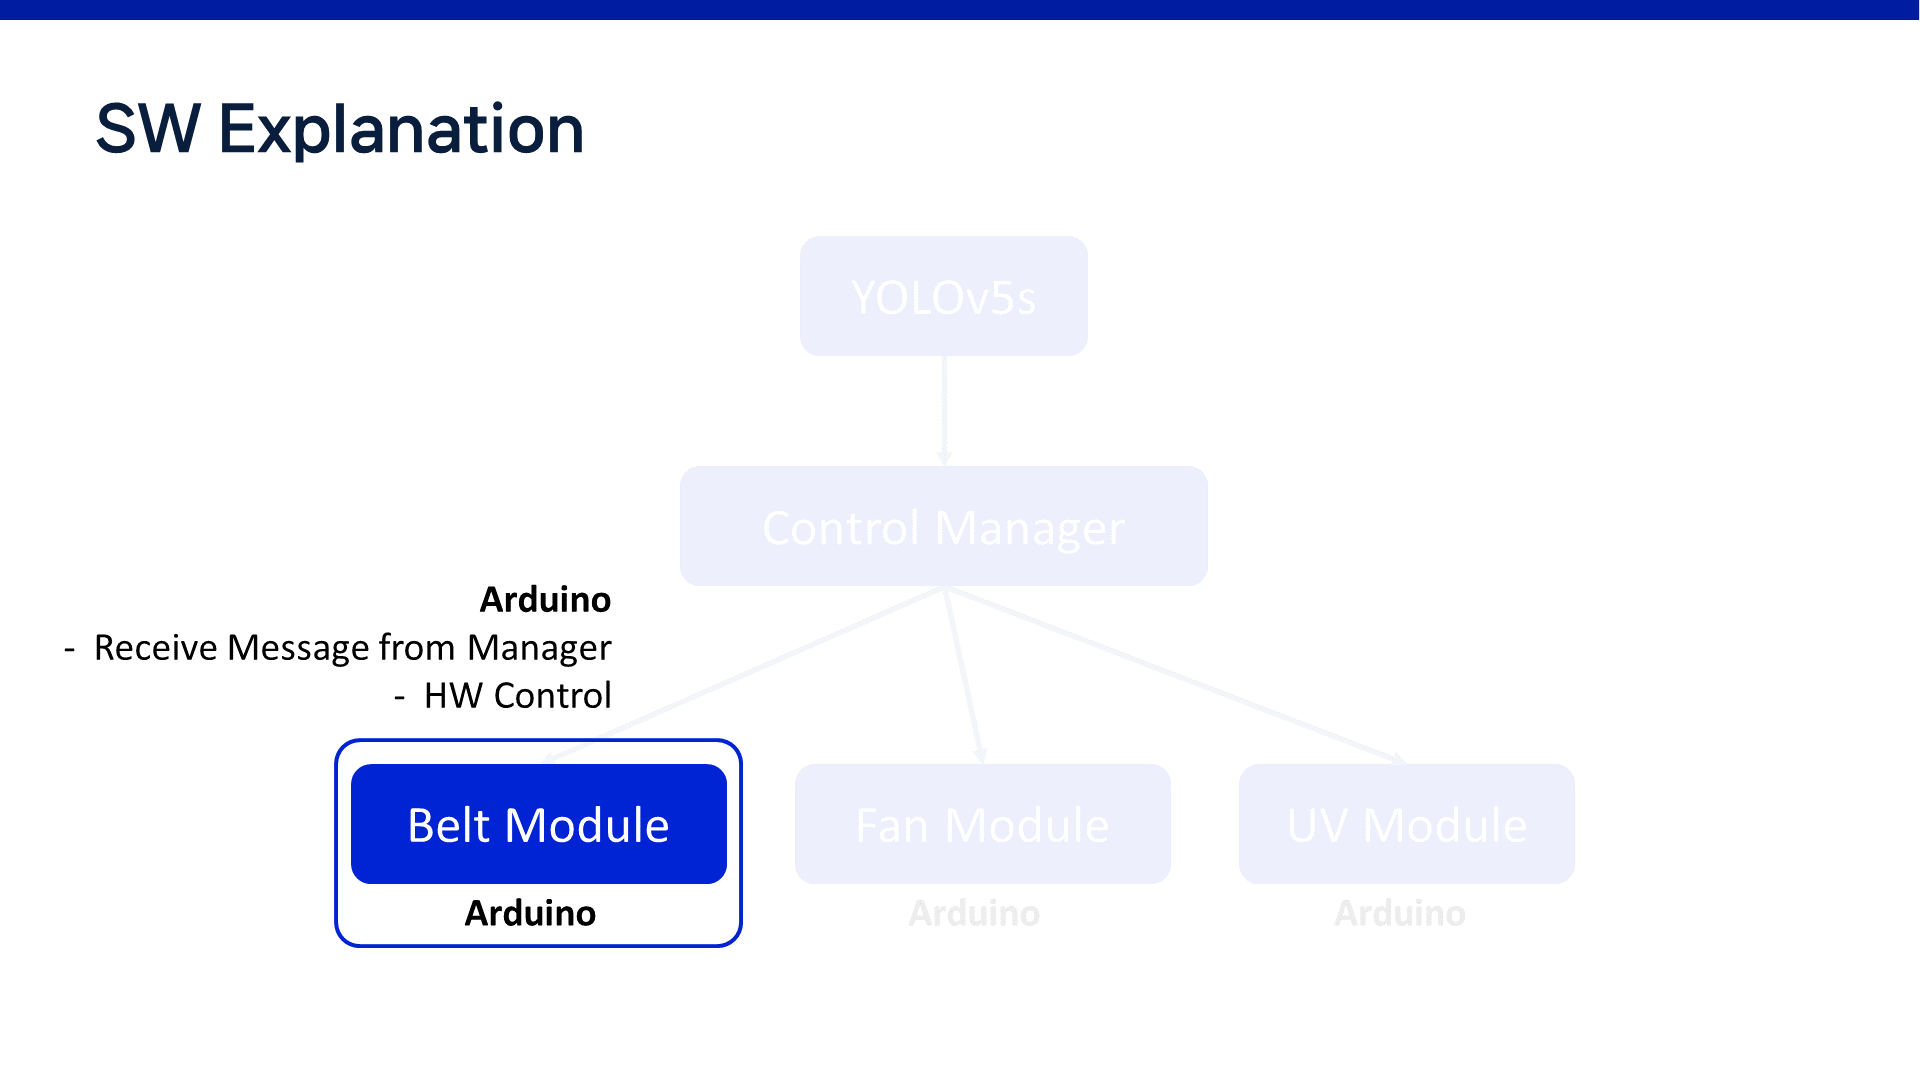 SW Explanation
YOLOv5s
Control Manager
Arduino
- Receive Message from Manager
- HW Control
Belt Module
Fan Module
UV Module
Arduino
Arduino
Arduino